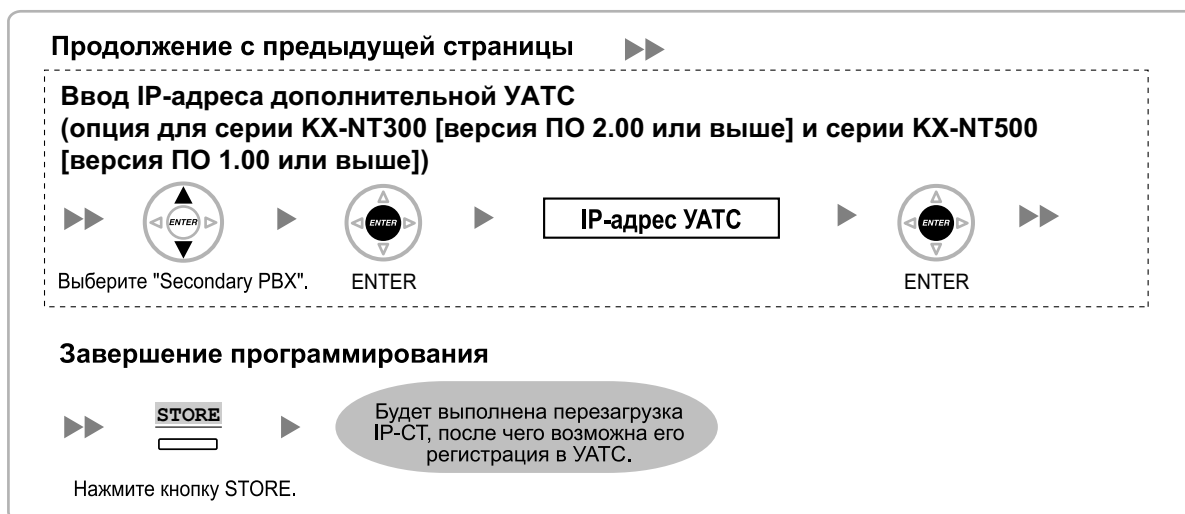 Продолжение с предыдущей страницы
Ввод IP-адреса дополнительной УАТС
(опция для серии KX-NT300 [версия ПО 2.00 или выше] и серии KX-NT500
[версия ПО 1.00 или выше])
ENTER ENTER IP-адрес УАТС ENTER
Выберите "Secondary PBX". ENTER ENTER
Завершение программирования
STORE
Будет выполнена перезагрузка
IP-СТ, после чего возможна его
регистрация в УАТС.
Нажмите кнопку STORE.